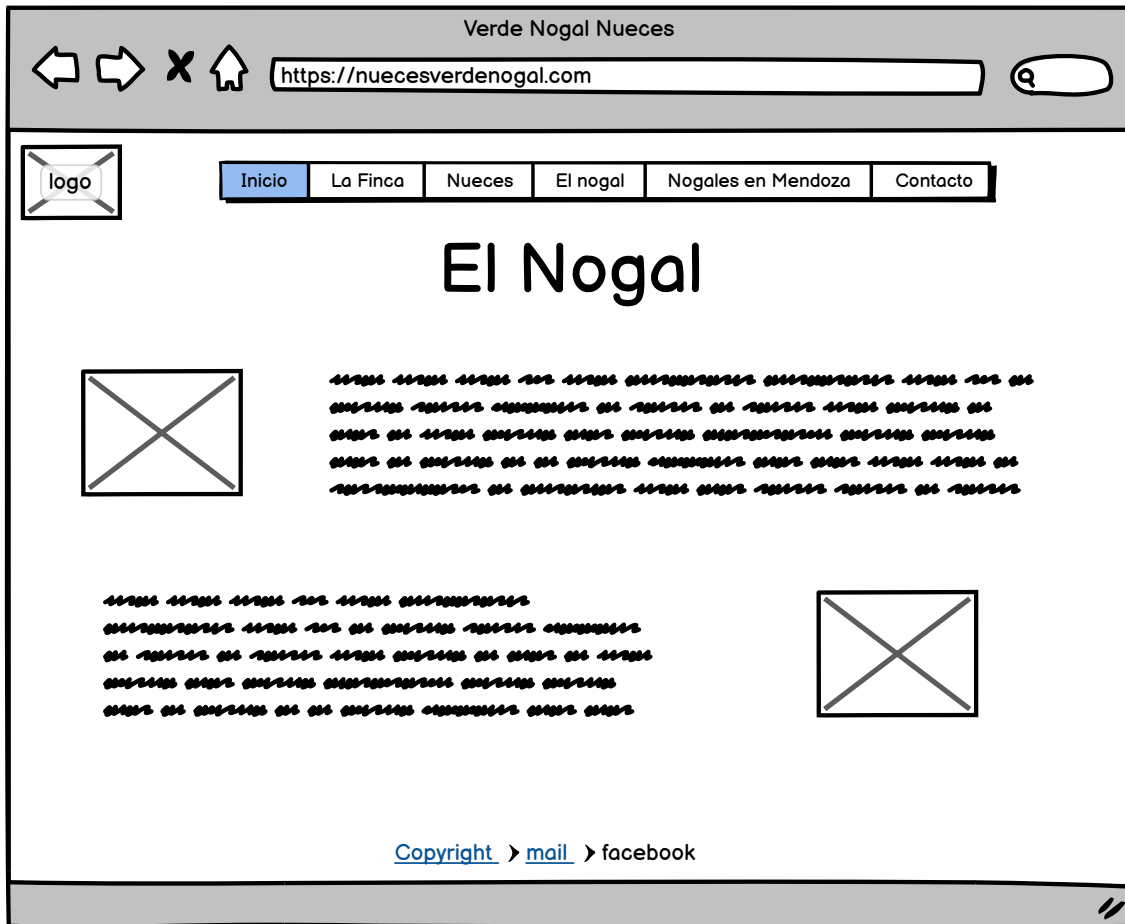 Verde Nogal Nueces
https://nuecesverdenogal.com
logo
Inicio La Finca Nueces El nogal Nogales en Mendoza Contacto
El Nogal
Copyright mail facebook